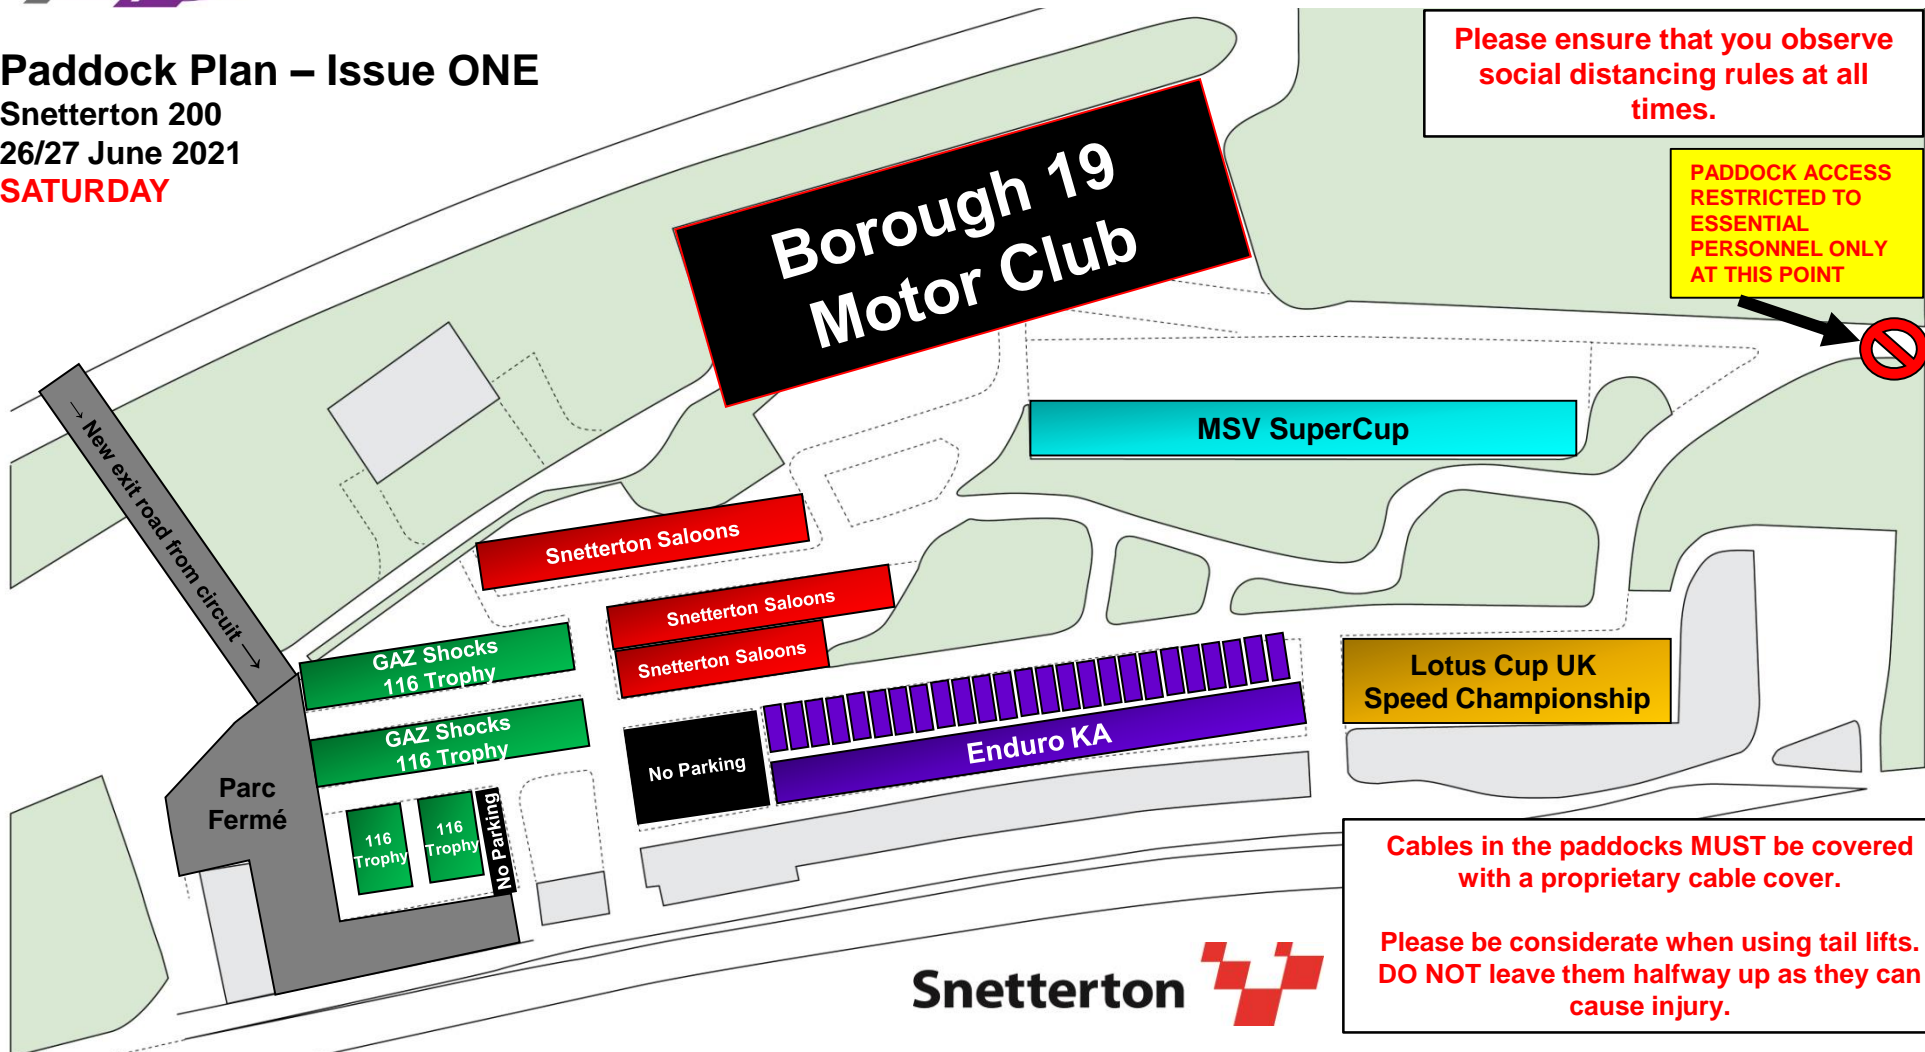 Paddock Plan – Issue ONE
Snetterton 200
26/27 June 2021
SATURDAY
Please ensure that you observe
social distancing rules at all
times.
PADDOCK ACCESS
RESTRICTED TO
ESSENTIAL
PERSONNEL ONLY
AT THIS POINT
Borough 19
Motor Club
MSV SuperCup
→ New exit road from circuit →
Snetterton Saloons
Snetterton Saloons
Snetterton Saloons
GAZ Shocks
116 Trophy
GAZ Shocks
116 Trophy
Lotus Cup UK
Speed Championship
Enduro KA
No Parking
Parc
Fermé
116
Trophy
116
Trophy
No Parking
Cables in the paddocks MUST be covered
with a proprietary cable cover.
Please be considerate when using tail lifts.
DO NOT leave them halfway up as they can
cause injury.
Snetterton